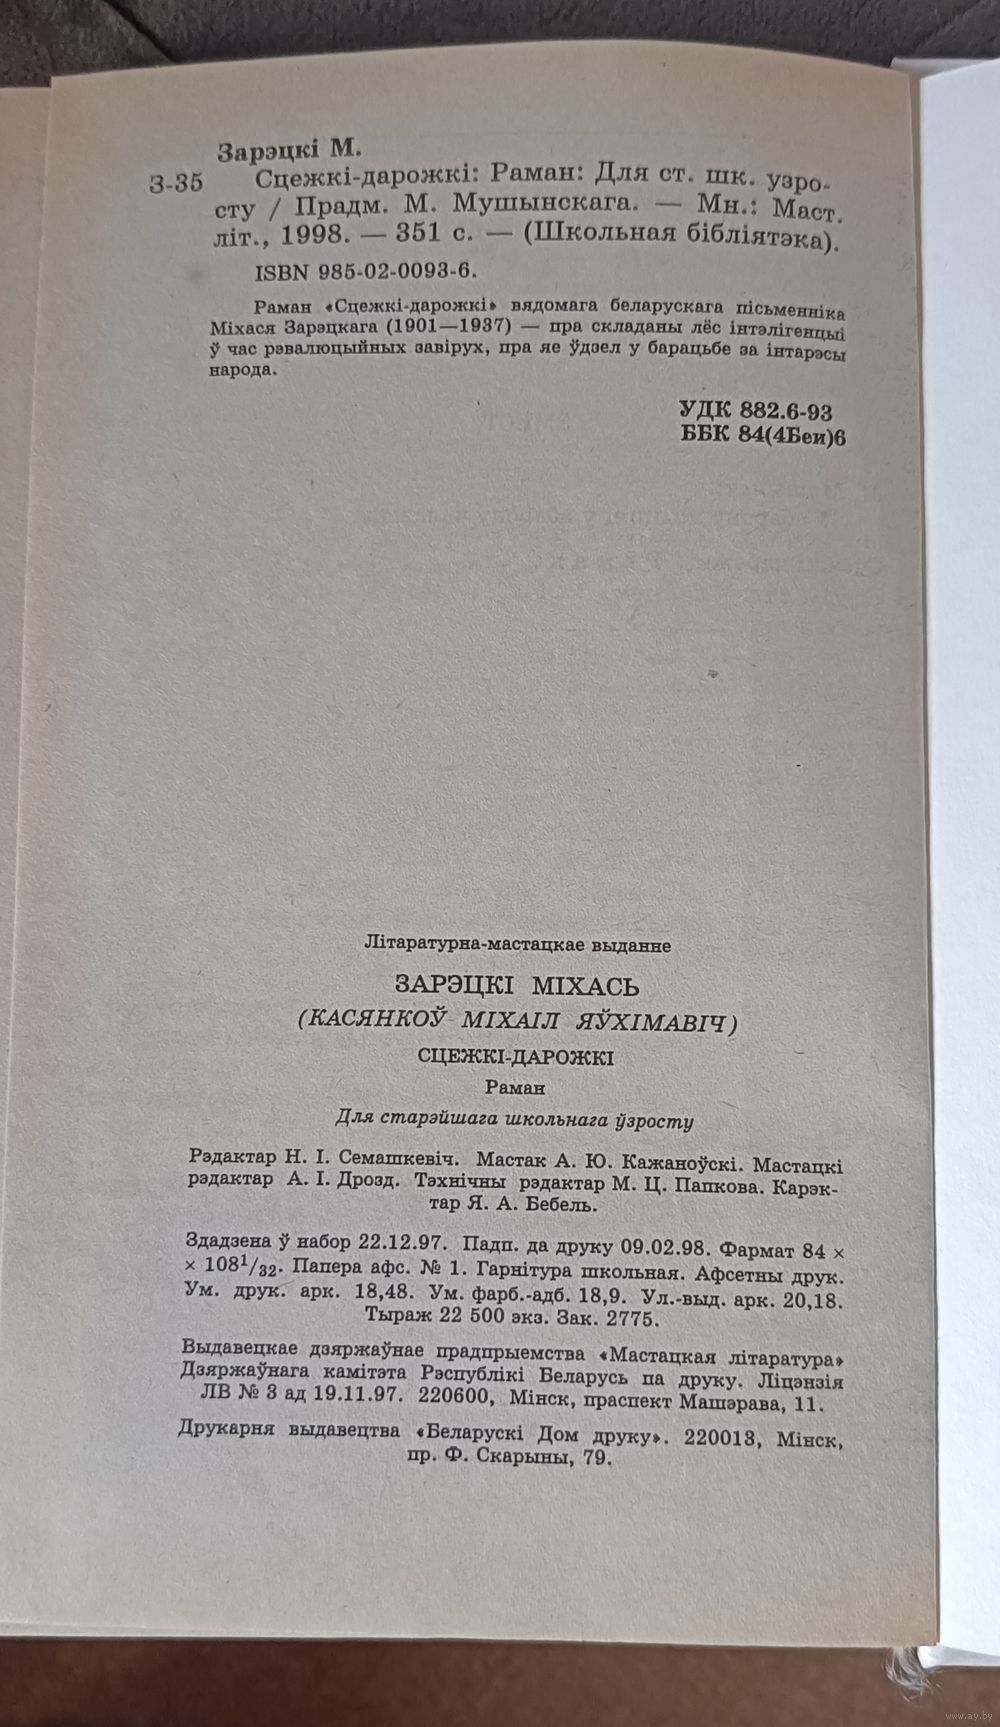 Зарэцкі М.
З-35 Сцежкі-дарожкі: Раман: Для ст. шк. узро-
сту / Прадм. М. Мушынскага. — Мн.: Маст.
літ., 1998. — 351 с. — (Школьная бібліятэка).
ISBN 985-02-0093-6.
Раман «Сцежкі-дарожкі» вядомага беларускага пісьменніка
Міхася Зарэцкага (1901—1937) — пра складаны лёс інтэлігенцыі
ў час рэвалюцыйных завірух, пра яе ўдзел у барацьбе за інтарэсы
народа.
УДК 882.6-93
ББК 84(4Беи)6
Літаратурна-мастацкае выданне
ЗАРЭЦКІ МІХАСЬ
(КАСЯНКОЎ МІХАІЛ ЯЎХІМАВІЧ)
СЦЕЖКІ-ДАРОЖКІ
Раман
Для старэйшага школьнага ўзросту
Рэдактар Н. І. Семашкевіч. Мастак А. Ю. Кажаноўскі. Мастацкі
рэдактар А. І. Дрозд. Тэхнічны рэдактар М. Ц. Папкова. Карэк-
тар Я. А. Бебель.
Здадзена ў набор 22.12.97. Падп. да друку 09.02.98. Фармат 84 ×
× 108¹/₃₂. Папера афс. № 1. Гарнітура школьная. Афсетны друк.
Ум. друк. арк. 18,48. Ум. фарб.-адб. 18,9. Ул.-выд. арк. 20,18.
Тыраж 22 500 экз. Зак. 2775.
Выдавецкае дзяржаўнае прадпрыемства «Мастацкая літаратура»
Дзяржаўнага камітэта Рэспублікі Беларусь па друку. Ліцэнзія
ЛВ № 3 ад 19.11.97. 220600, Мінск, праспект Машэрава, 11.
Друкарня выдавецтва «Беларускі Дом друку». 220013, Мінск,
пр. Ф. Скарыны, 79.
www.ay.by